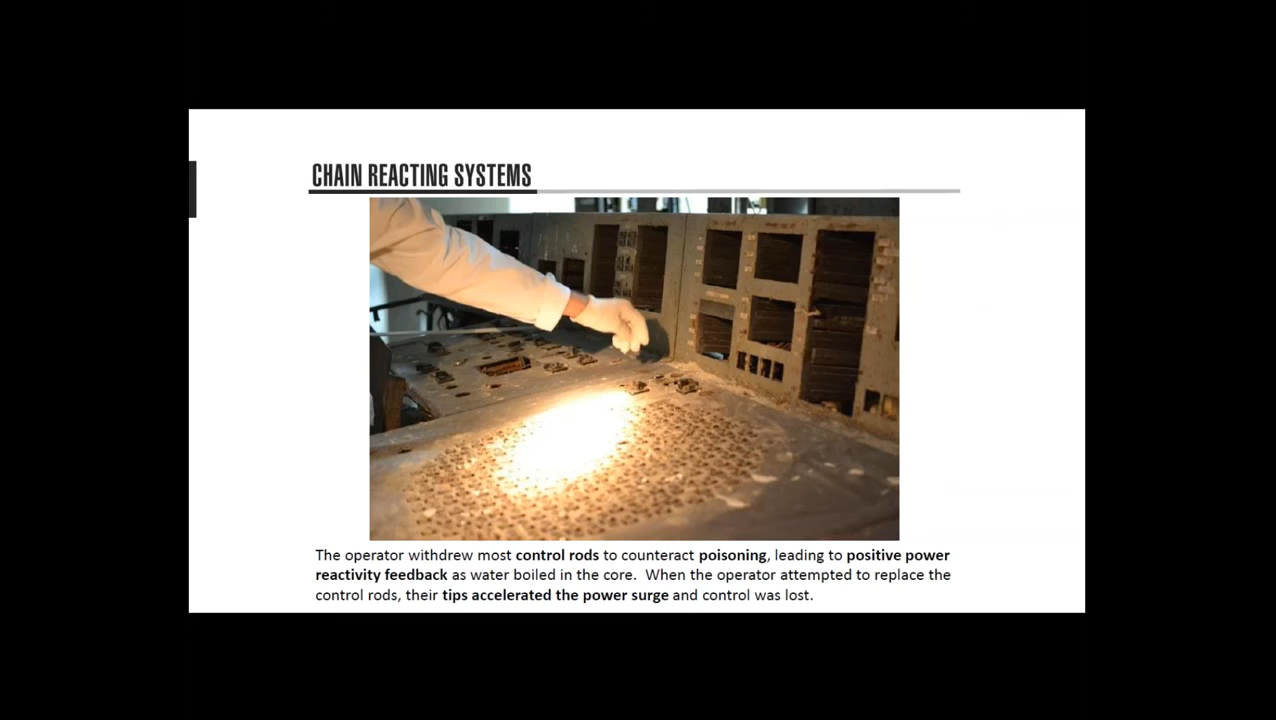 CHAIN REACTING SYSTEMS
The operator withdrew most control rods to counteract poisoning, leading to positive power
reactivity feedback as water boiled in the core. When the operator attempted to replace the
control rods, their tips accelerated the power surge and control was lost.